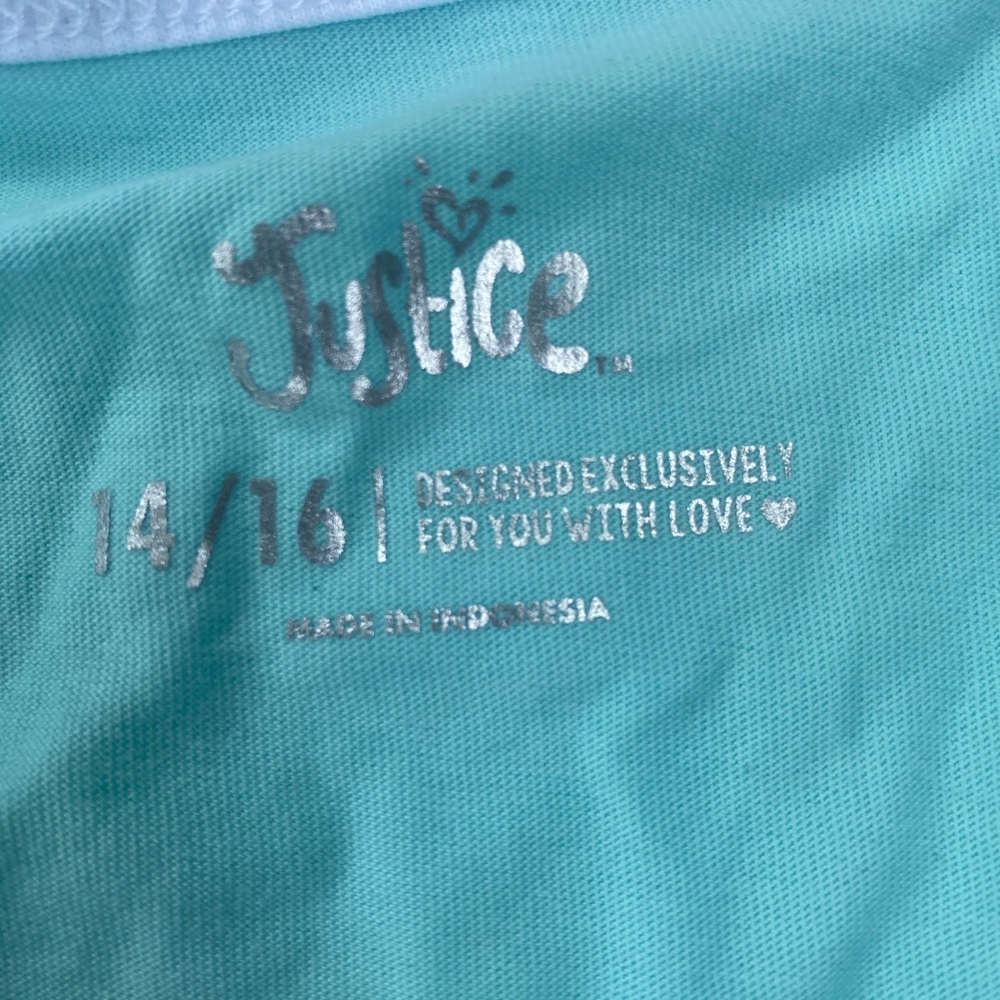 Justice™
14/16 | DESIGNED EXCLUSIVELY
FOR YOU WITH LOVE ♥
MADE IN INDONESIA